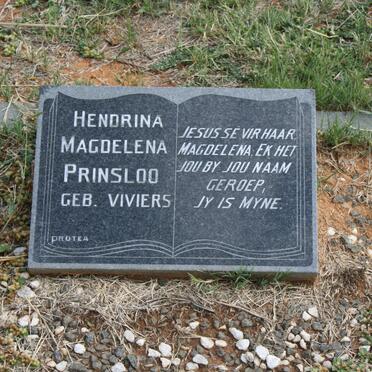 HENDRINA
MAGDELENA
PRINSLOO
GEB. VIVIERS
PROTEA
JESUS SE VIR HAAR
MAGDELENA, EK HET
JOU BY JOU NAAM
GEROEP,
JY IS MYNE.